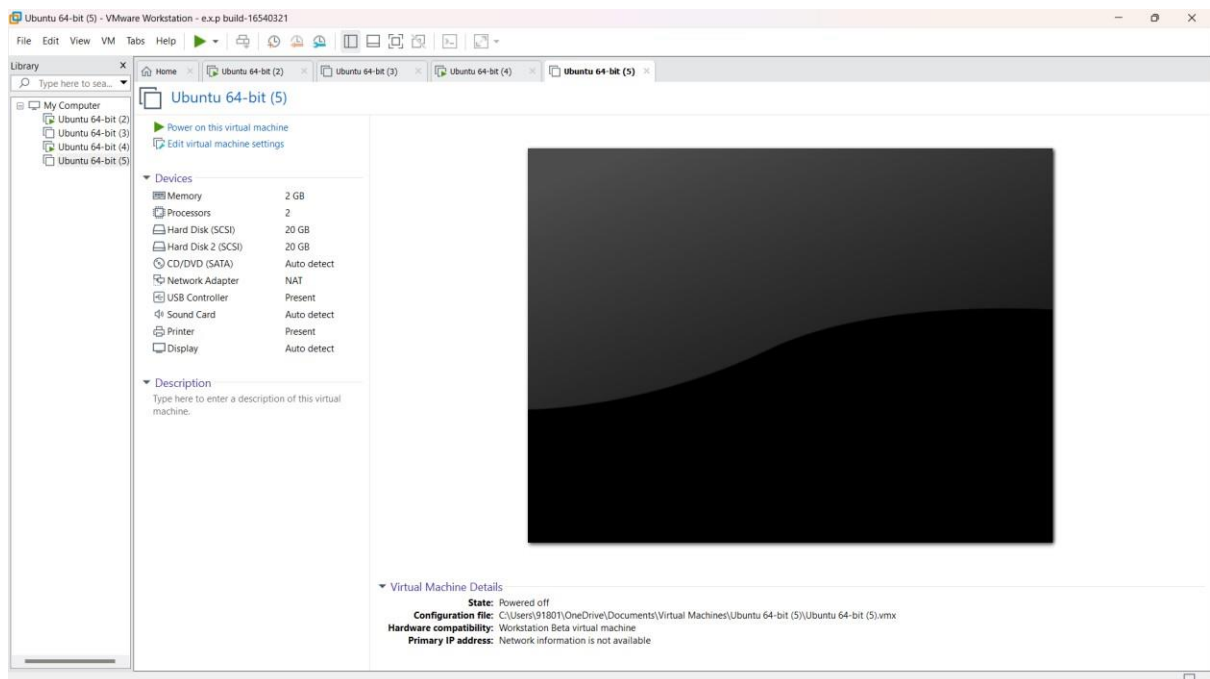 Ubuntu 64-bit (5) - VMware Workstation - e.x.p build-16540321
File Edit View VM Tabs Help
Library X
Type here to sea...
My Computer
Ubuntu 64-bit (2)
Ubuntu 64-bit (3)
Ubuntu 64-bit (4)
Ubuntu 64-bit (5)
Home Ubuntu 64-bit (2) Ubuntu 64-bit (3) Ubuntu 64-bit (4) Ubuntu 64-bit (5)
Ubuntu 64-bit (5)
Power on this virtual machine
Edit virtual machine settings
Devices
Memory 2 GB
Processors 2
Hard Disk (SCSI) 20 GB
Hard Disk 2 (SCSI) 20 GB
CD/DVD (SATA) Auto detect
Network Adapter NAT
USB Controller Present
Sound Card Auto detect
Printer Present
Display Auto detect
Description
Type here to enter a description of this virtual
machine.
Virtual Machine Details
State: Powered off
Configuration file: C:\Users\91801\OneDrive\Documents\Virtual Machines\Ubuntu 64-bit (5)\Ubuntu 64-bit (5).vmx
Hardware compatibility: Workstation Beta virtual machine
Primary IP address: Network information is not available